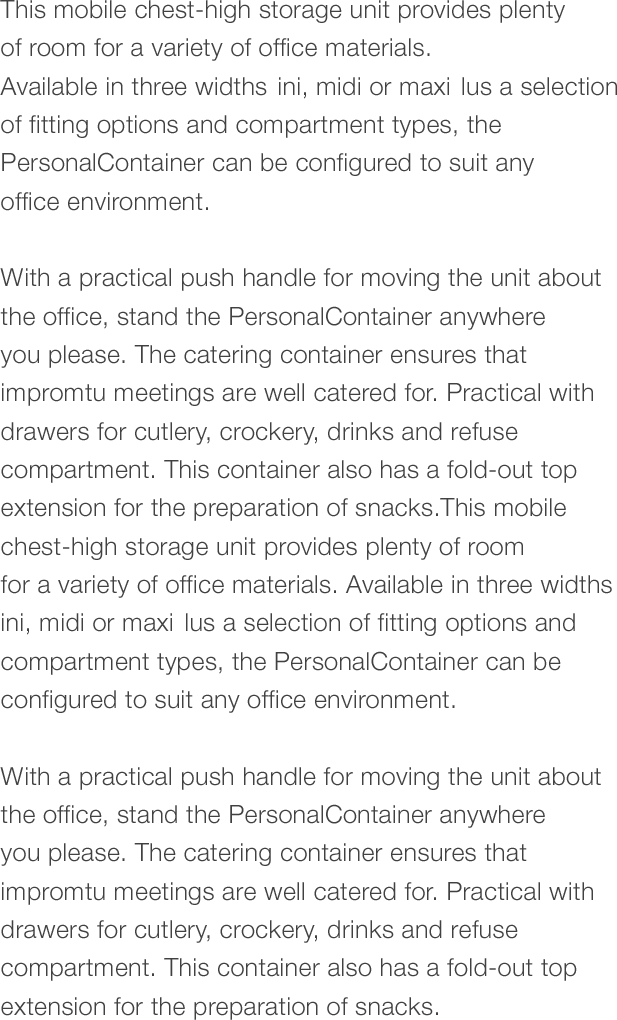 This mobile chest-high storage unit provides plenty
of room for a variety of office materials.
Available in three widths ini, midi or maxi lus a selection
of fitting options and compartment types, the
PersonalContainer can be configured to suit any
office environment.
With a practical push handle for moving the unit about
the office, stand the PersonalContainer anywhere
you please. The catering container ensures that
impromtu meetings are well catered for. Practical with
drawers for cutlery, crockery, drinks and refuse
compartment. This container also has a fold-out top
extension for the preparation of snacks.This mobile
chest-high storage unit provides plenty of room
for a variety of office materials. Available in three widths
ini, midi or maxi lus a selection of fitting options and
compartment types, the PersonalContainer can be
configured to suit any office environment.
With a practical push handle for moving the unit about
the office, stand the PersonalContainer anywhere
you please. The catering container ensures that
impromtu meetings are well catered for. Practical with
drawers for cutlery, crockery, drinks and refuse
compartment. This container also has a fold-out top
extension for the preparation of snacks.